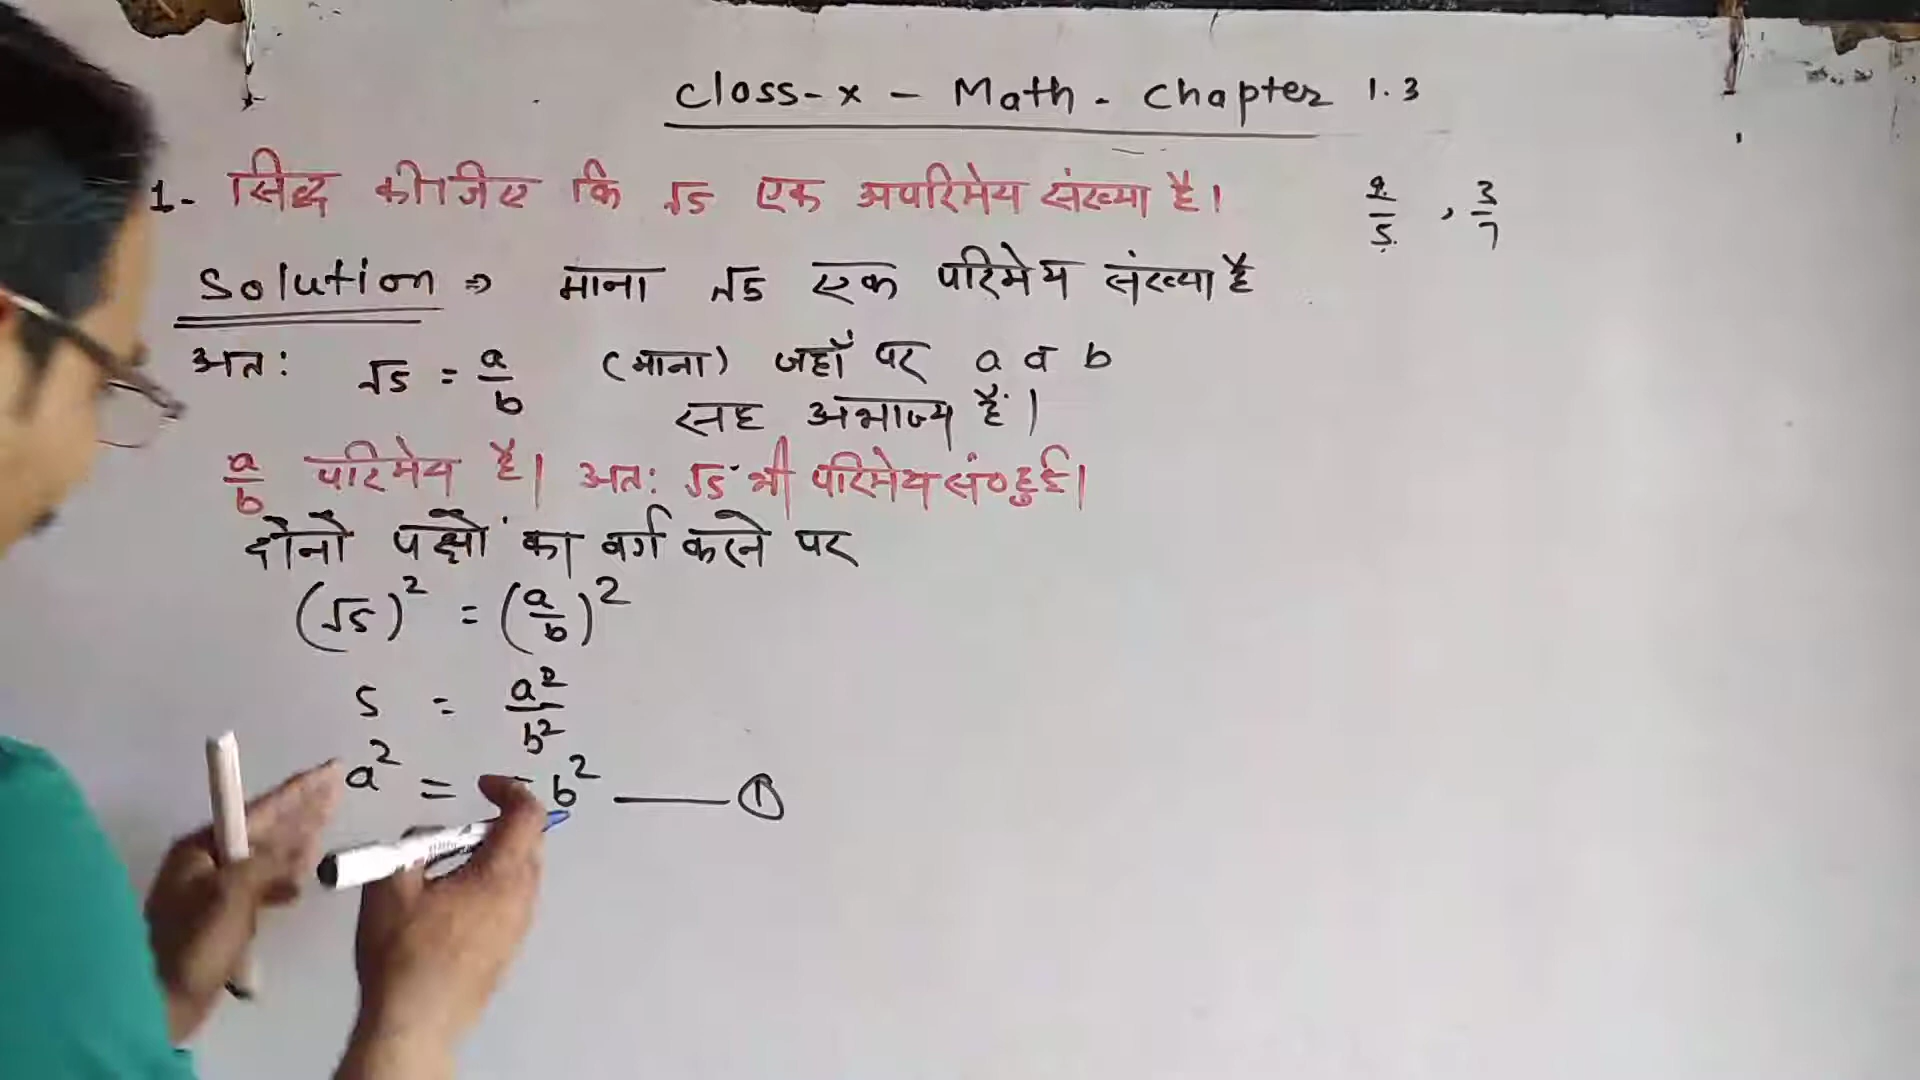 Class-x - Math - Chapter 1.3
1- सिद्ध कीजिए कि √5 एक अपरिमेय संख्या है।
2/5 , 3/7
Solution ⇒ माना √5 एक परिमेय संख्या है
अतः √5 = a/b (माना) जहाँ पर a व b
सह अभाज्य हैं।
a/b परिमेय है। अतः √5 भी परिमेय सं० हुई।
दोनों पक्षों का वर्ग करने पर
(√5)² = (a/b)²
5 = a²/b²
a² = b² —— ①